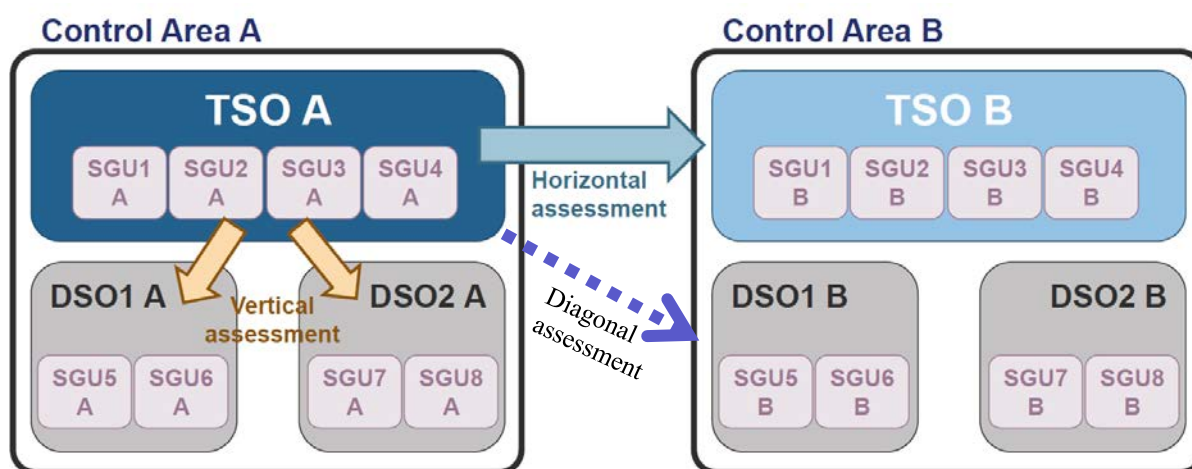 Control Area A
TSO A
SGU1 A
SGU2 A
SGU3 A
SGU4 A
Vertical assessment
DSO1 A
SGU5 A
SGU6 A
DSO2 A
SGU7 A
SGU8 A
Horizontal assessment
Diagonal assessment
Control Area B
TSO B
SGU1 B
SGU2 B
SGU3 B
SGU4 B
DSO1 B
SGU5 B
SGU6 B
DSO2 B
SGU7 B
SGU8 B